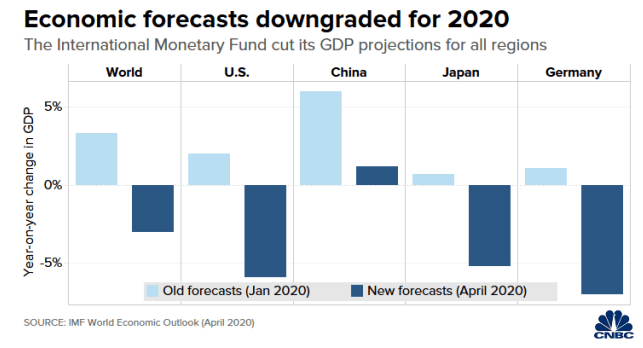 Economic forecasts downgraded for 2020
The International Monetary Fund cut its GDP projections for all regions
World U.S. China Japan Germany
Year-on-year change in GDP
5%
0%
-5%
Old forecasts (Jan 2020) New forecasts (April 2020)
SOURCE: IMF World Economic Outlook (April 2020)
CNBC